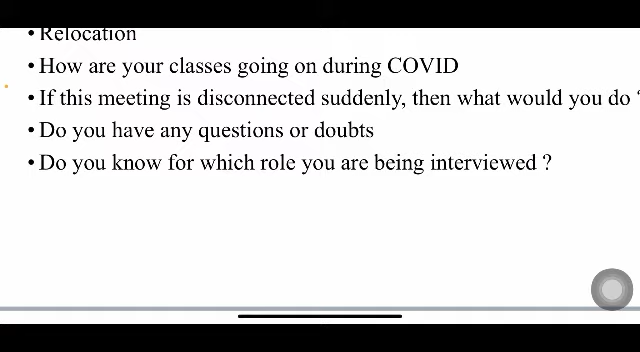 • Relocation
• How are your classes going on during COVID
• If this meeting is disconnected suddenly, then what would you do ?
• Do you have any questions or doubts
• Do you know for which role you are being interviewed ?